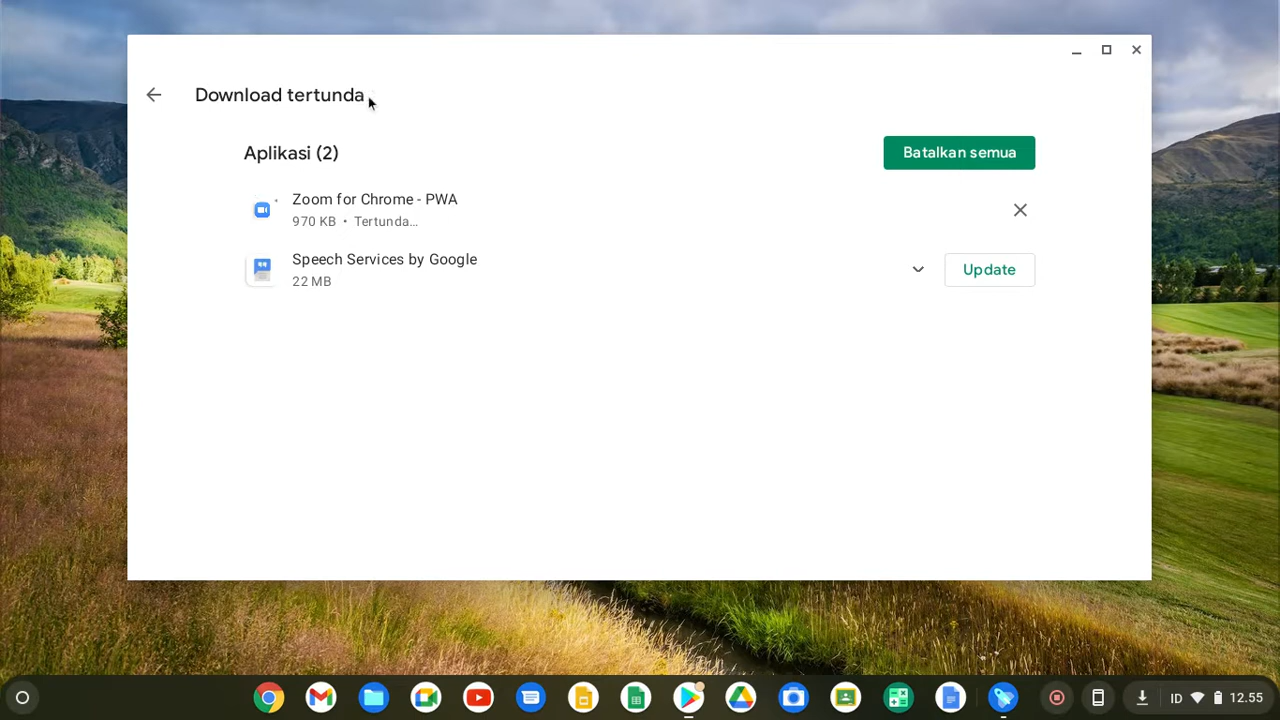 Download tertunda
Aplikasi (2)
Batalkan semua
Zoom for Chrome - PWA
970 KB • Tertunda...
Speech Services by Google
22 MB
Update
ID
12.55